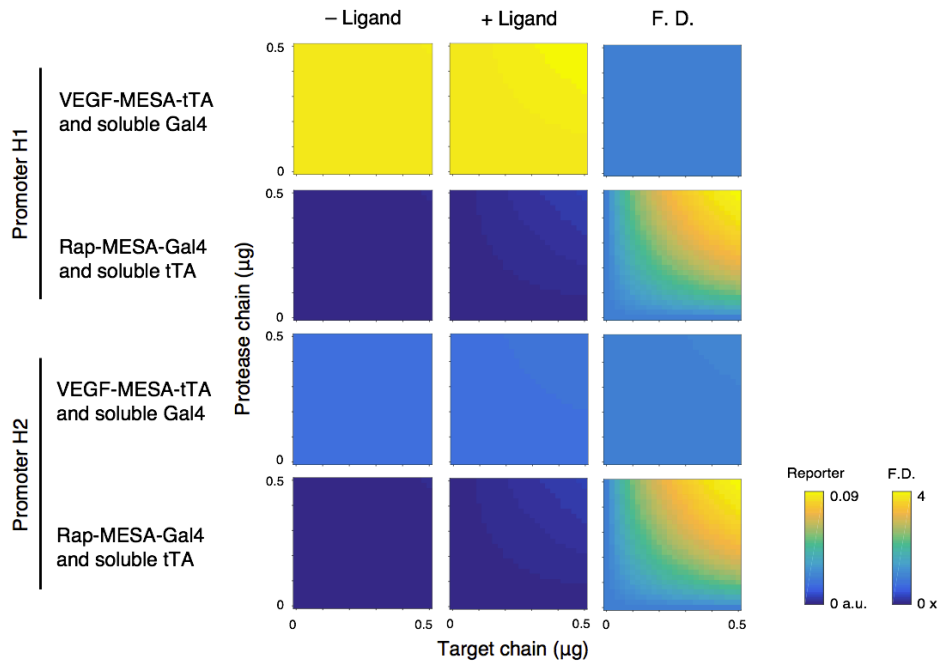 – Ligand
+ Ligand
F. D.
Promoter H1
VEGF-MESA-tTA
and soluble Gal4
0.5
0
Rap-MESA-Gal4
and soluble tTA
0.5
0
Protease chain (µg)
Promoter H2
VEGF-MESA-tTA
and soluble Gal4
0.5
0
Rap-MESA-Gal4
and soluble tTA
0.5
0
0
0.5
0
0.5
0
0.5
Target chain (µg)
Reporter
F.D.
0.09
4
0 a.u.
0 x